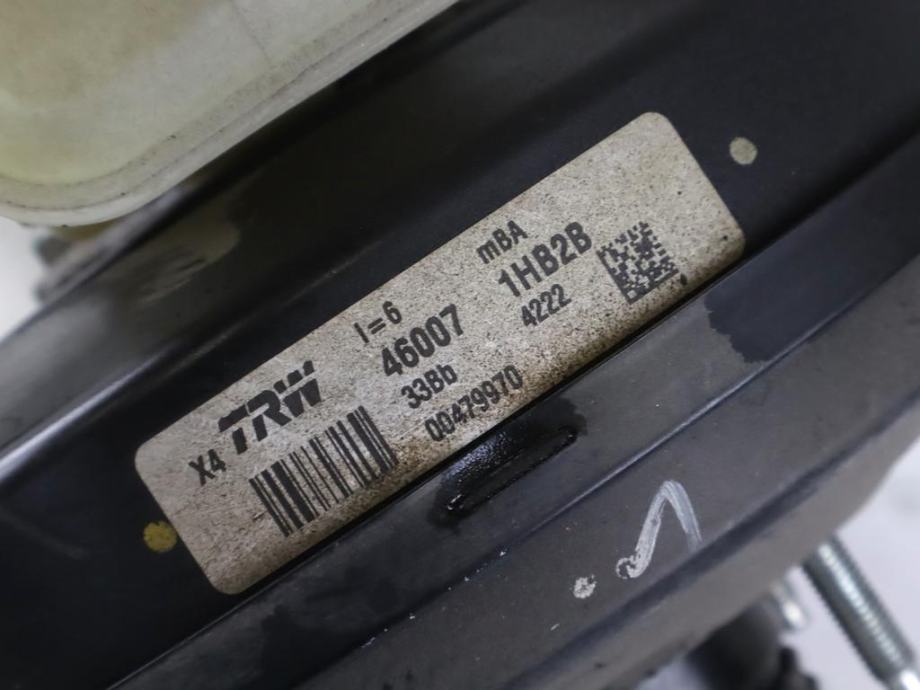 mBA
I=6
46007 1HB2B
X4 TRW 33Bb 4222
00479970